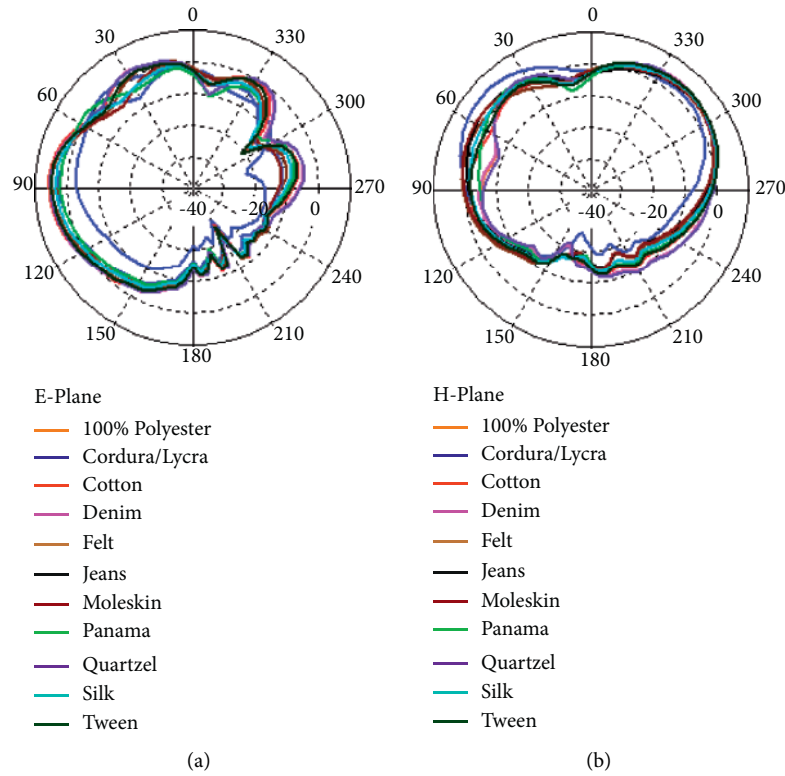 0
30
330
60
300
90
-40
-20
0
270
120
240
150
210
180
E-Plane
100% Polyester
Cordura/Lycra
Cotton
Denim
Felt
Jeans
Moleskin
Panama
Quartzel
Silk
Tween
(a)
0
30
330
60
300
90
-40
-20
0
270
120
240
150
210
180
H-Plane
100% Polyester
Cordura/Lycra
Cotton
Denim
Felt
Jeans
Moleskin
Panama
Quartzel
Silk
Tween
(b)